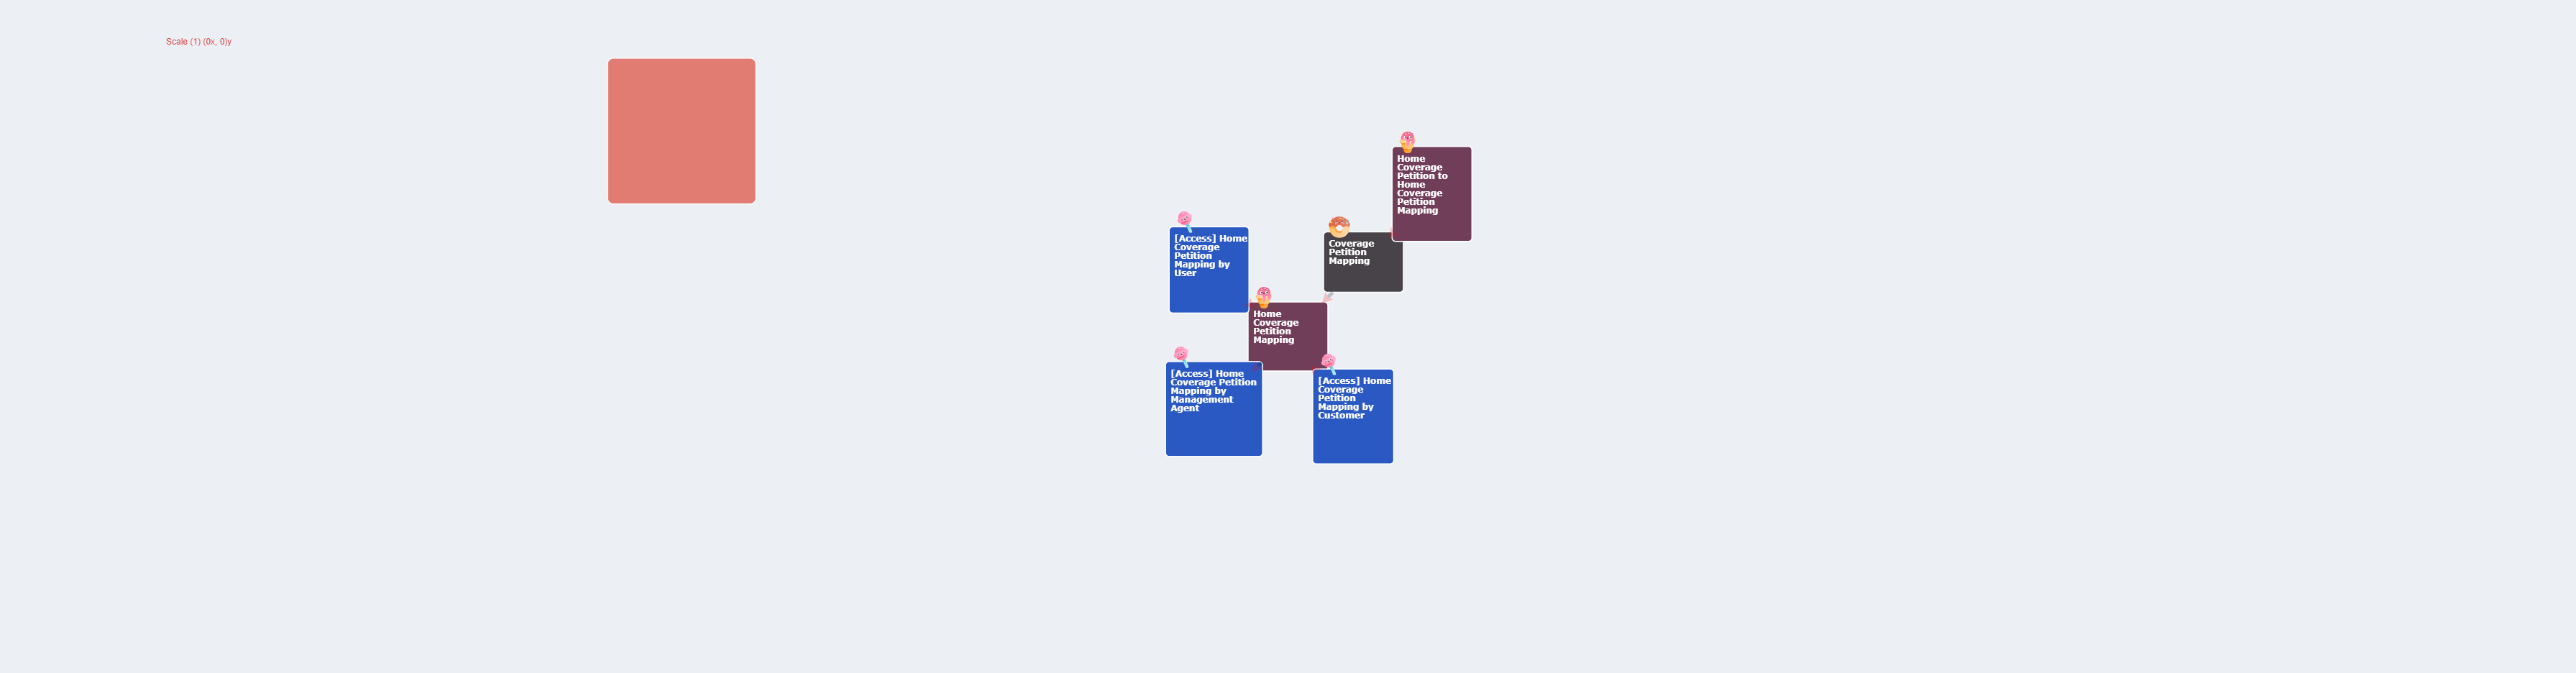 Scale (1) (0x, 0)y
Home
Coverage
Petition to
Home
Coverage
Petition
Mapping
[Access] Home
Coverage
Petition
Mapping by
User
Coverage
Petition
Mapping
Home
Coverage
Petition
Mapping
[Access] Home
Coverage Petition
Mapping by
Management
Agent
[Access] Home
Coverage
Petition
Mapping by
Customer